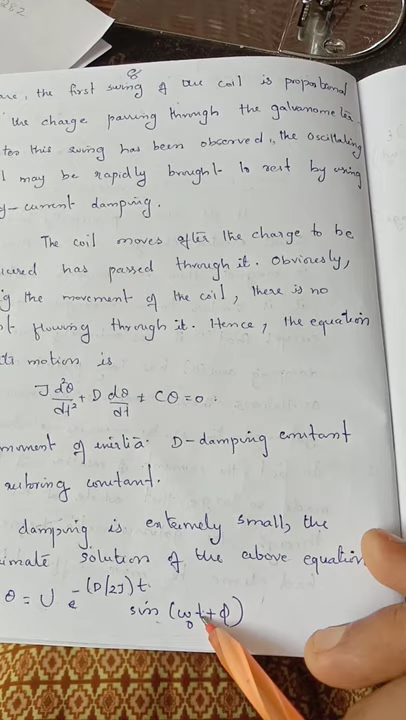 the first swing θ of the coil is proportional
the charge passing through the galvanometer.
this swing has been observed, the oscillating
may be rapidly brought to rest by using
current damping.
The coil moves after the charge to be
has passed through it. Obviously,
the movement of the coil, there is no
flowing through it. Hence, the equation
motion is
J d²θ/dt² + D dθ/dt + Cθ = 0.
moment of inertia. D-damping constant
restoring constant.
damping is extremely small, the
solution of the above equation
θ = U e^-(D/2J)t sin (ω₀t+φ)